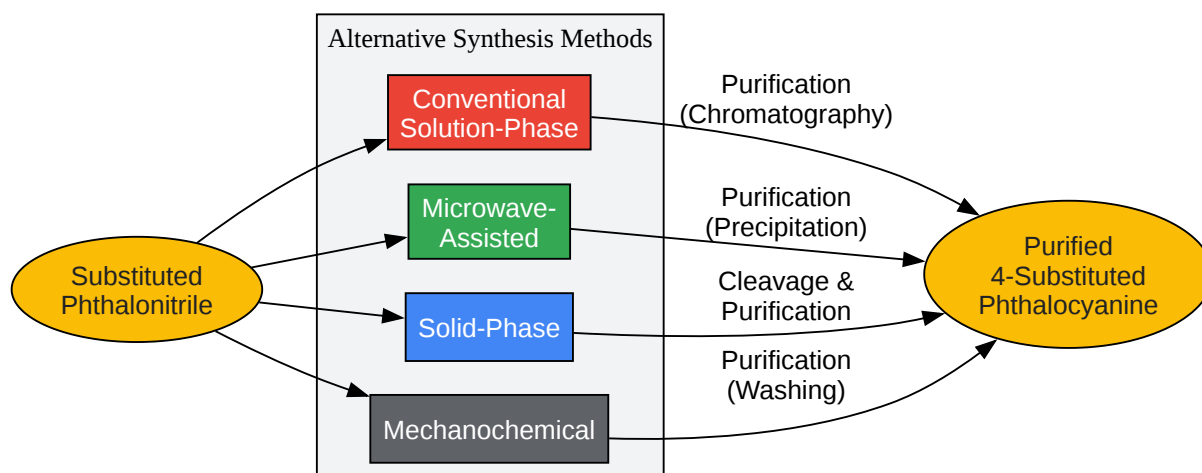 Alternative Synthesis Methods
Conventional
Solution-Phase
Purification
(Chromatography)
Microwave-
Assisted
Purification
(Precipitation)
Substituted
Phthalonitrile
Purified
4-Substituted
Phthalocyanine
Solid-Phase
Cleavage &
Purification
Mechanochemical
Purification
(Washing)